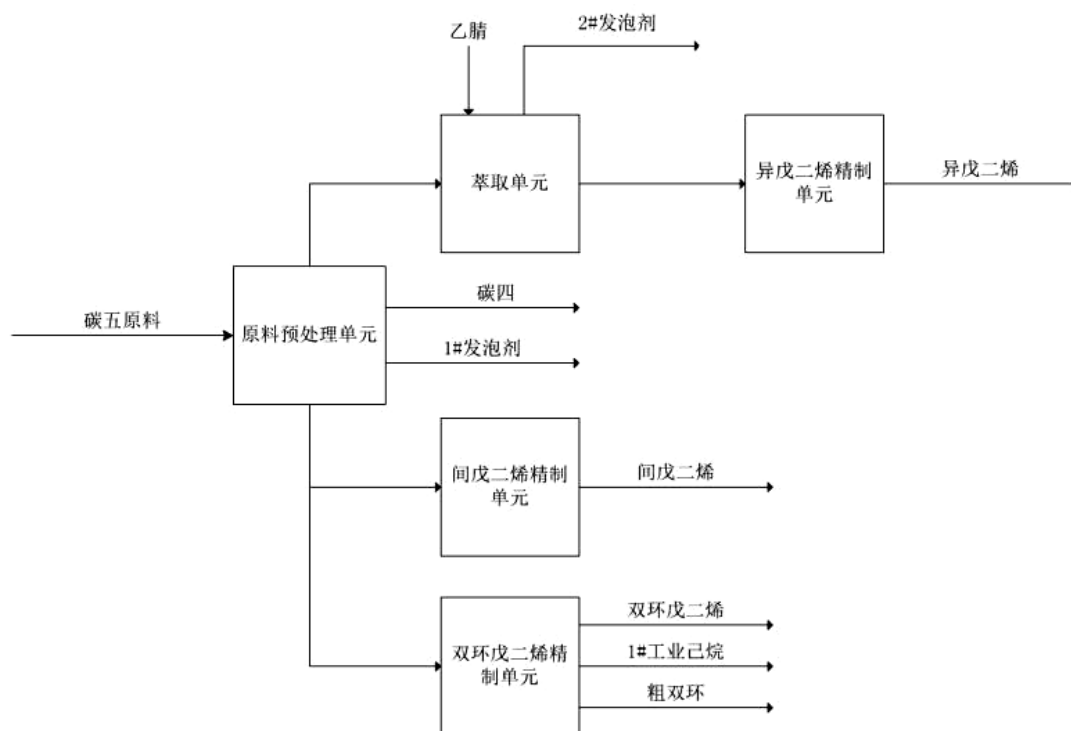 乙腈
2#发泡剂
萃取单元
异戊二烯精制
单元
异戊二烯
碳五原料
原料预处理单元
碳四
1#发泡剂
间戊二烯精制
单元
间戊二烯
双环戊二烯精
制单元
双环戊二烯
1#工业己烷
粗双环